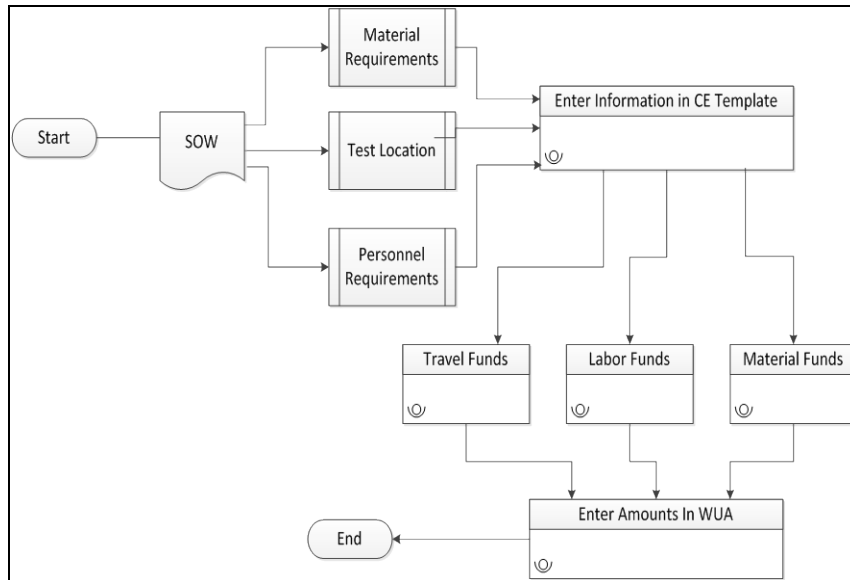 Material
Requirements
Enter Information in CE Template
Start
SOW
Test Location
Personnel
Requirements
Travel Funds
Labor Funds
Material Funds
Enter Amounts In WUA
End